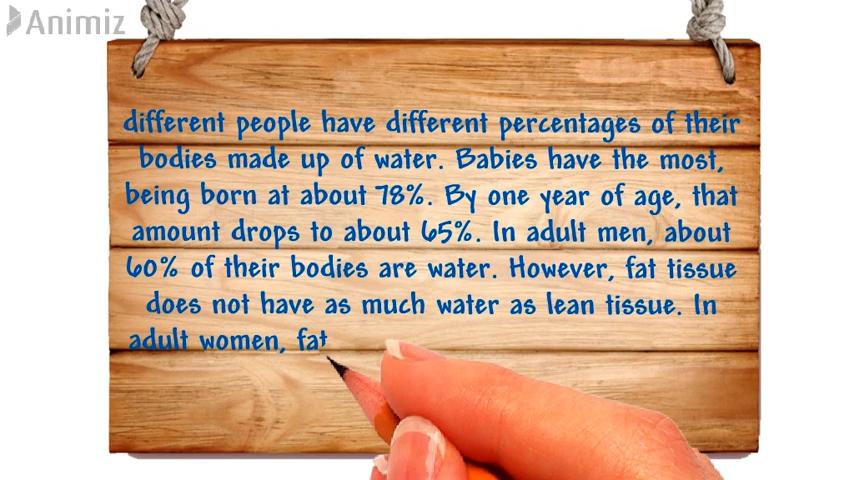 Animiz
different people have different percentages of their
bodies made up of water. Babies have the most,
being born at about 78%. By one year of age, that
amount drops to about 65%. In adult men, about
60% of their bodies are water. However, fat tissue
does not have as much water as lean tissue. In
adult women, fat